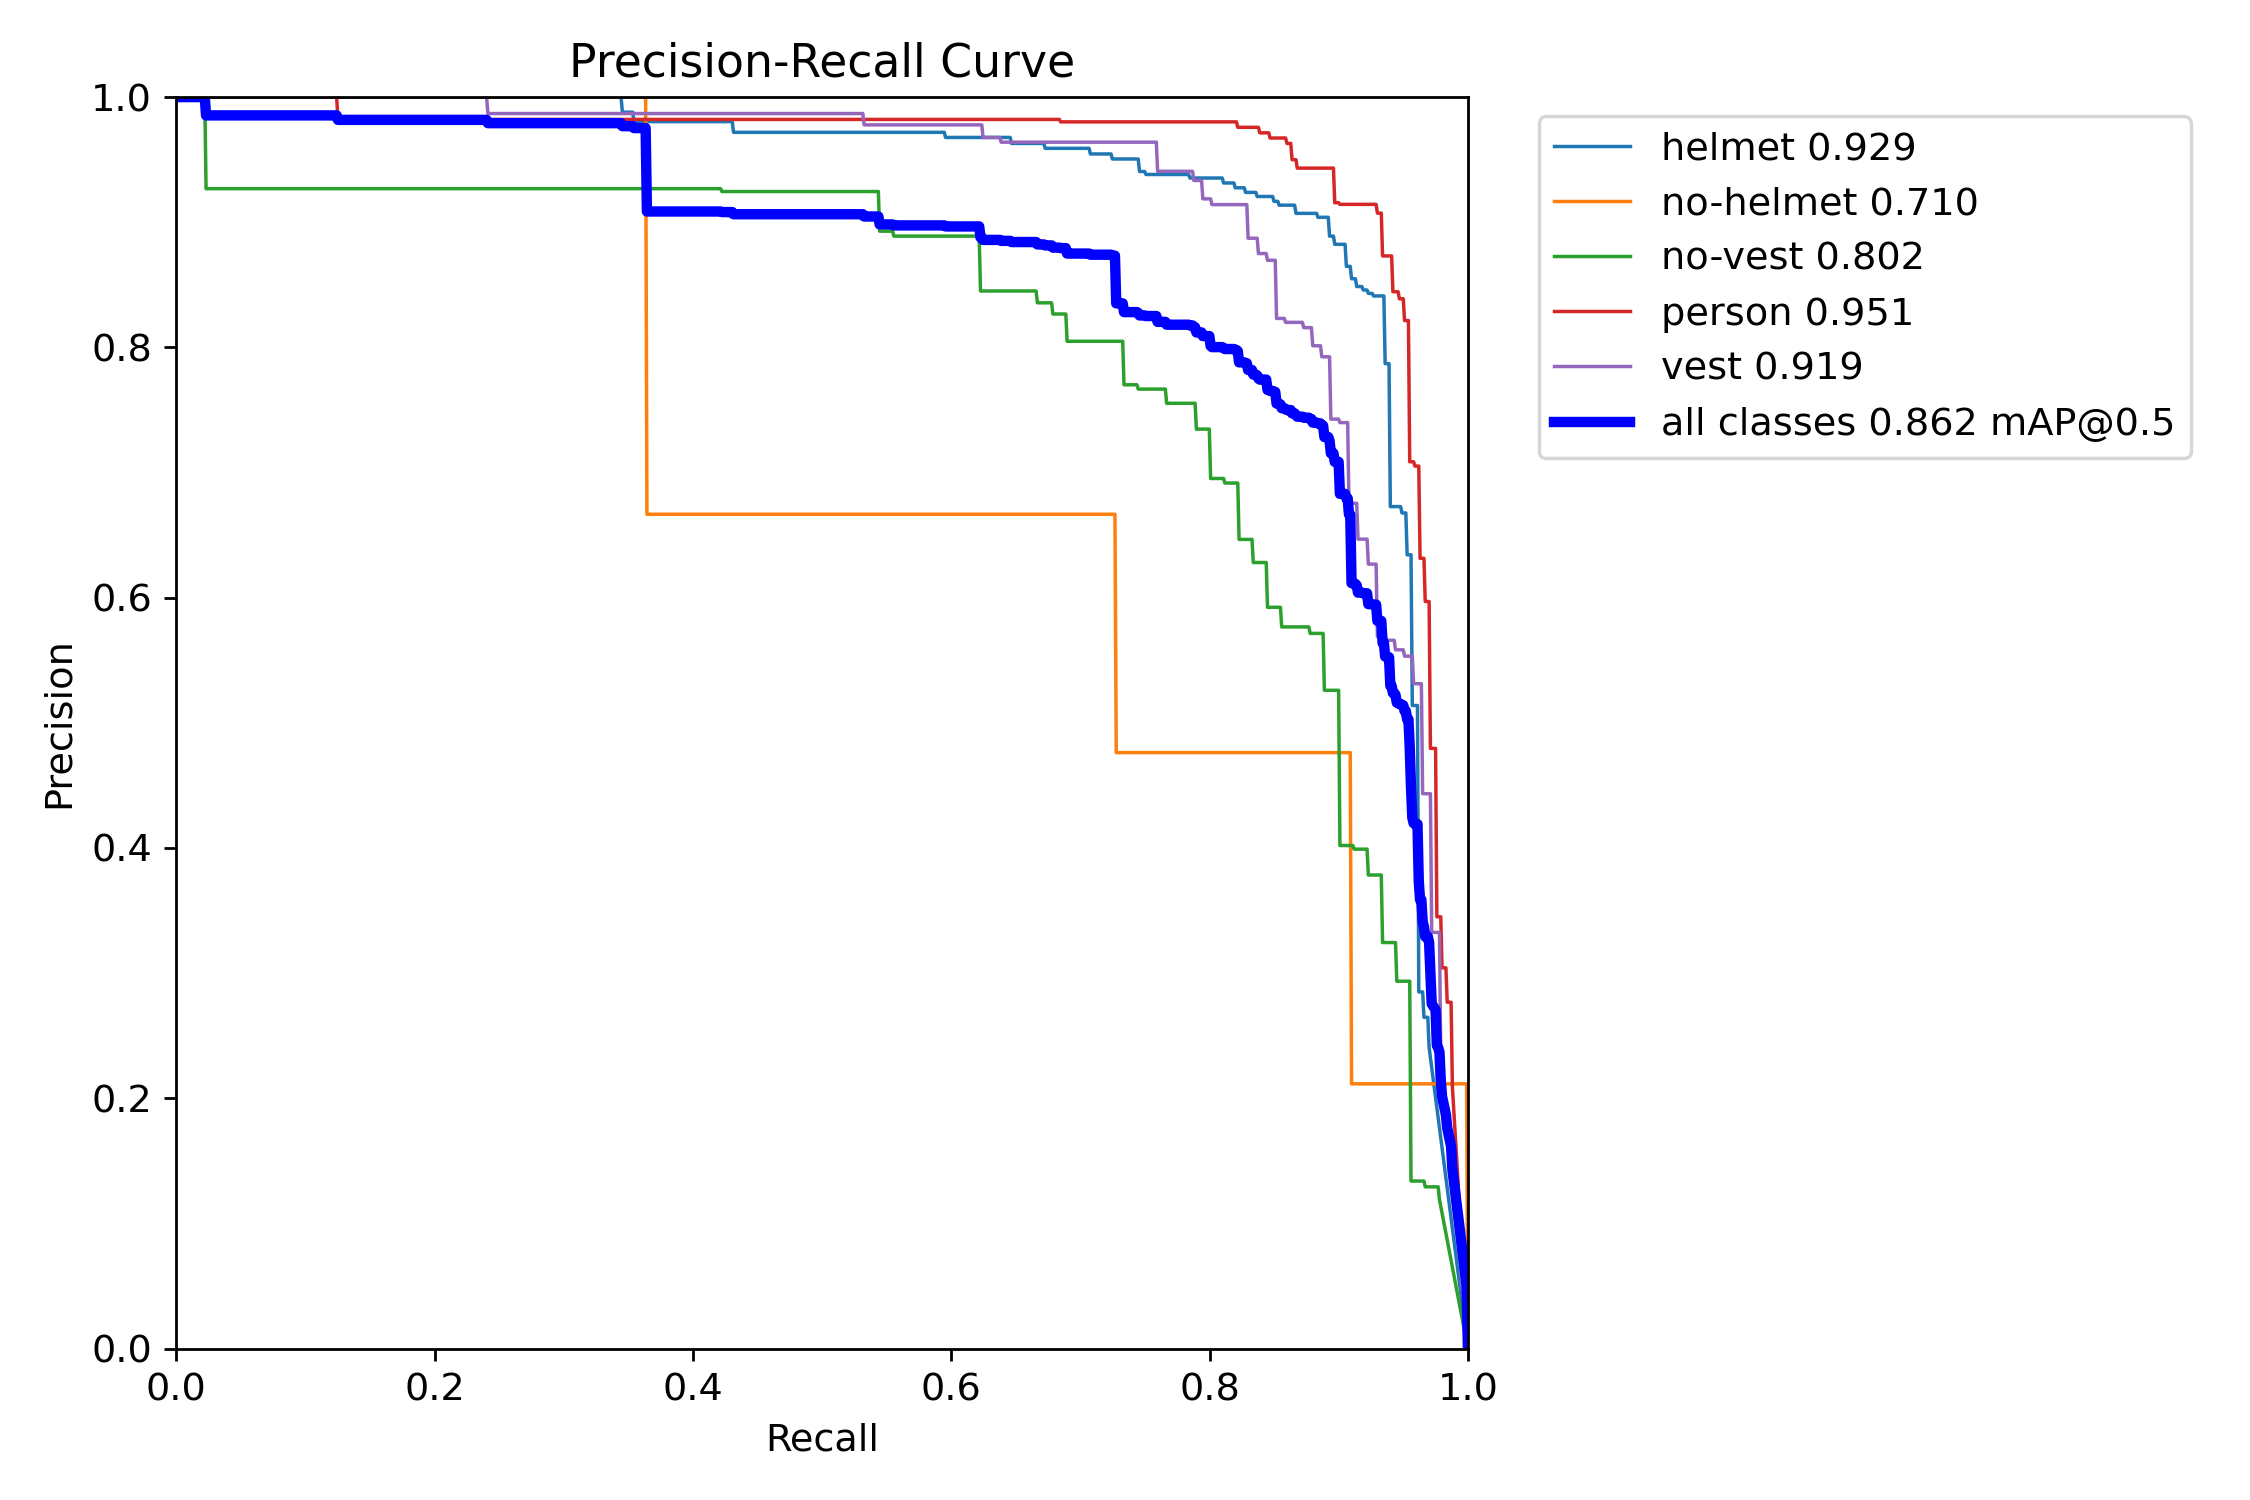 Precision-Recall Curve
1.0
0.8
0.6
0.4
0.2
0.0
Precision
0.0 0.2 0.4 0.6 0.8 1.0
Recall
helmet 0.929
no-helmet 0.710
no-vest 0.802
person 0.951
vest 0.919
all classes 0.862 mAP@0.5